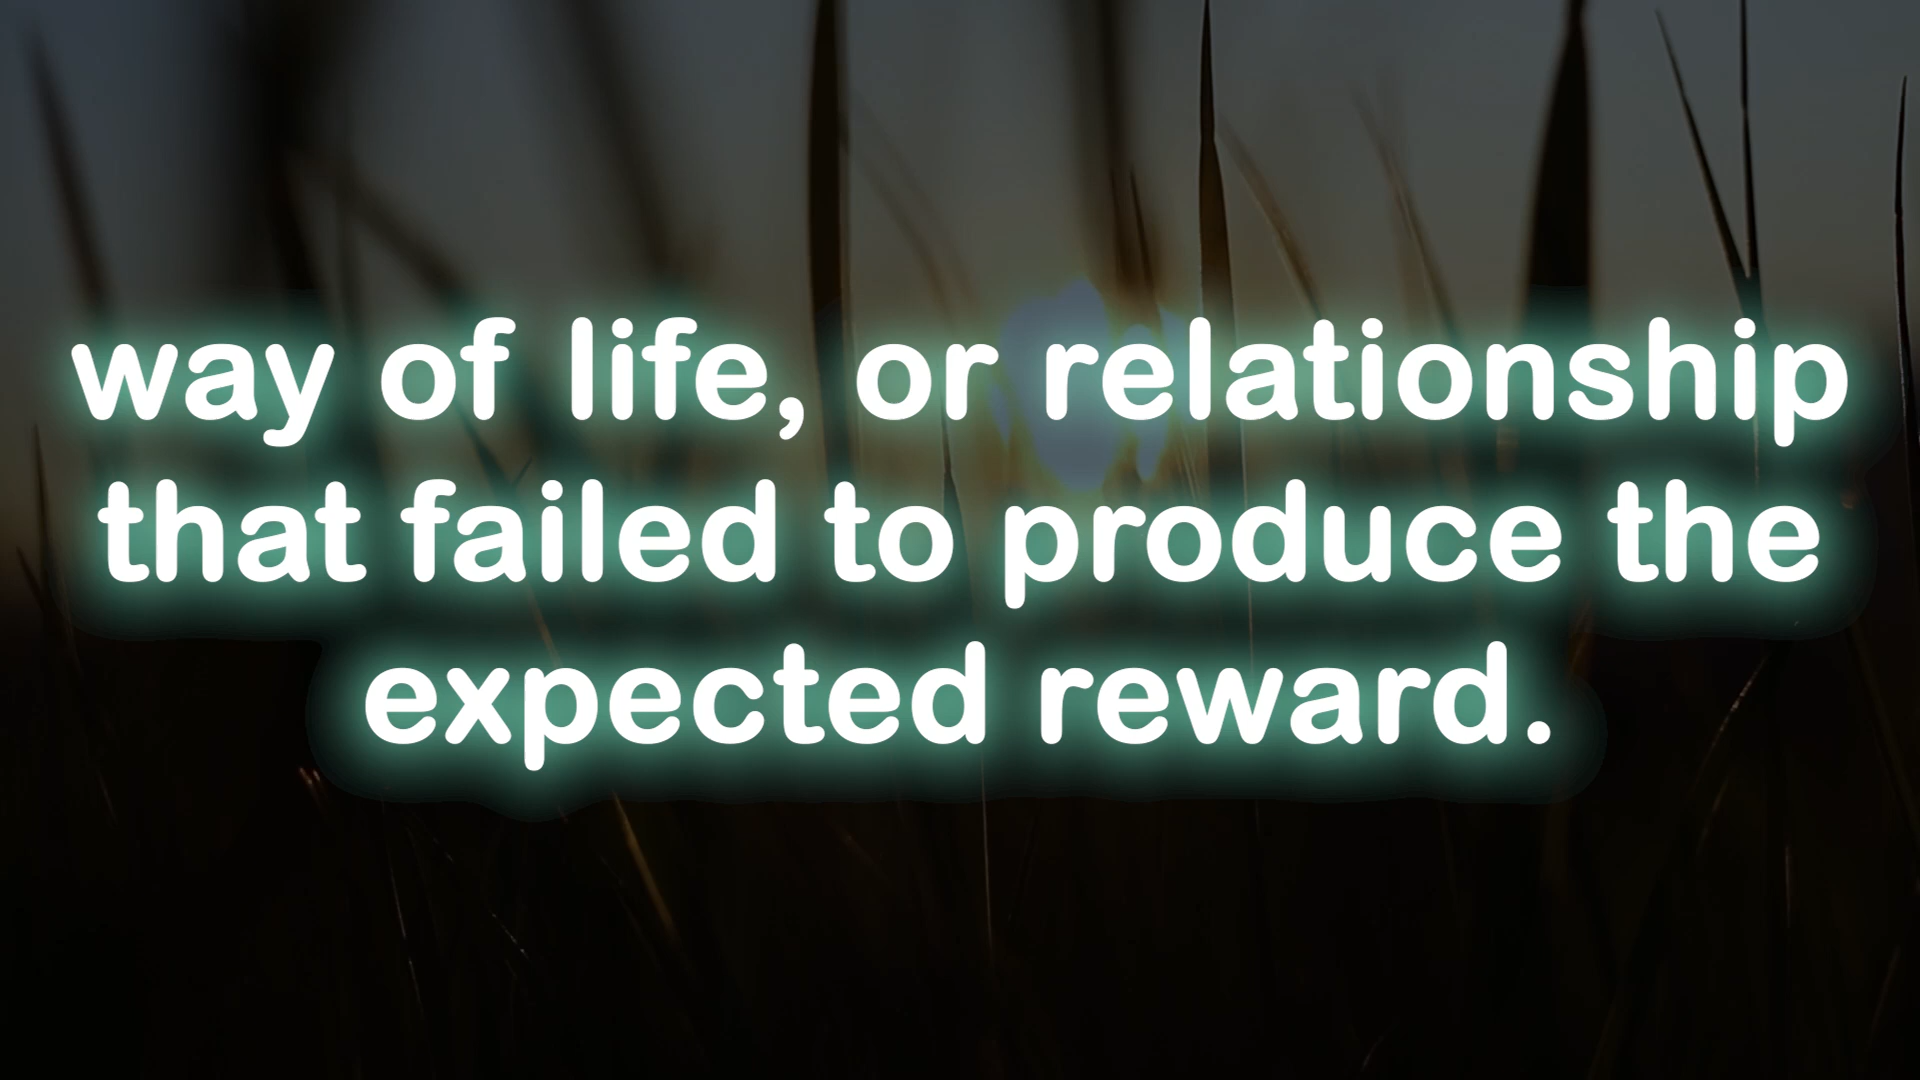 way of life, or relationship
that failed to produce the
expected reward.